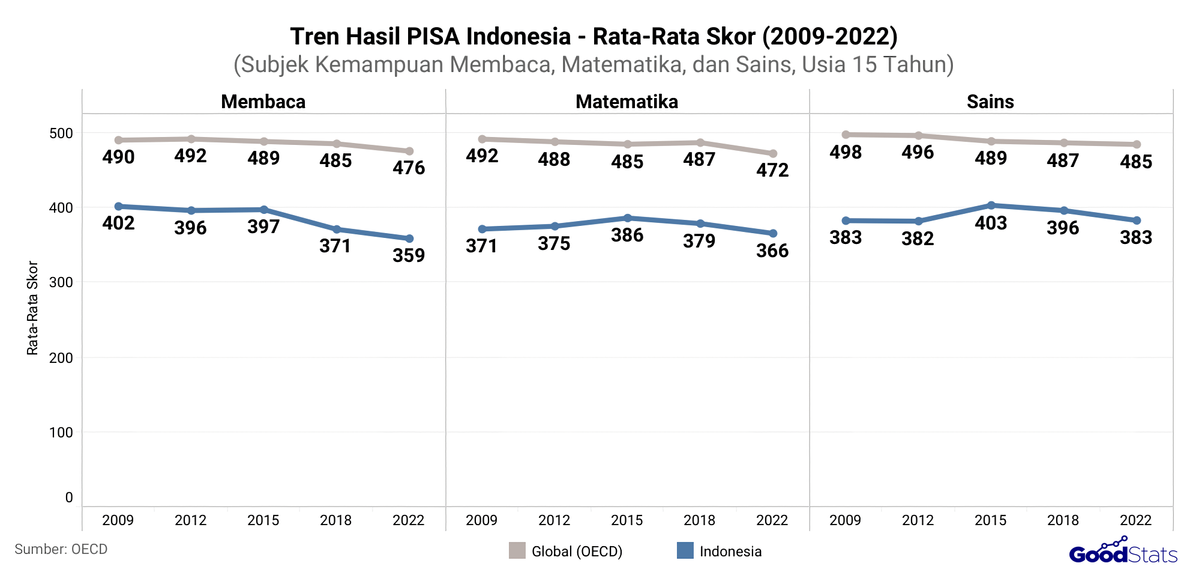 Tren Hasil PISA Indonesia - Rata-Rata Skor (2009-2022)
(Subjek Kemampuan Membaca, Matematika, dan Sains, Usia 15 Tahun)
Membaca Matematika Sains
Rata-Rata Skor
500
400
300
200
100
0
490 492 489 485 476
402 396 397 371 359
492 488 485 487 472
371 375 386 379 366
498 496 489 487 485
383 382 403 396 383
2009 2012 2015 2018 2022 2009 2012 2015 2018 2022 2009 2012 2015 2018 2022
Sumber: OECD
Global (OECD) Indonesia
GoodStats